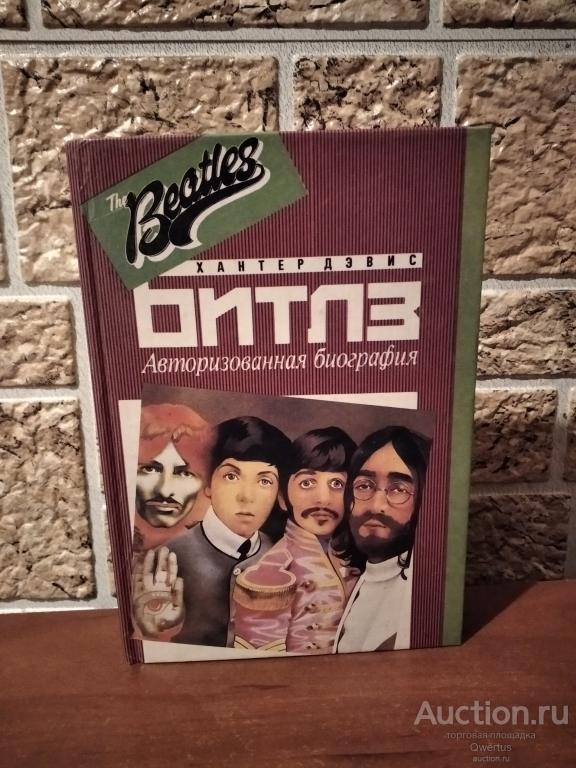 The Beatles
ХАНТЕР ДЭВИС
БИТЛЗ
Авторизованная биография
Auction.ru
торговая площадка
Qwertus
auction.ru